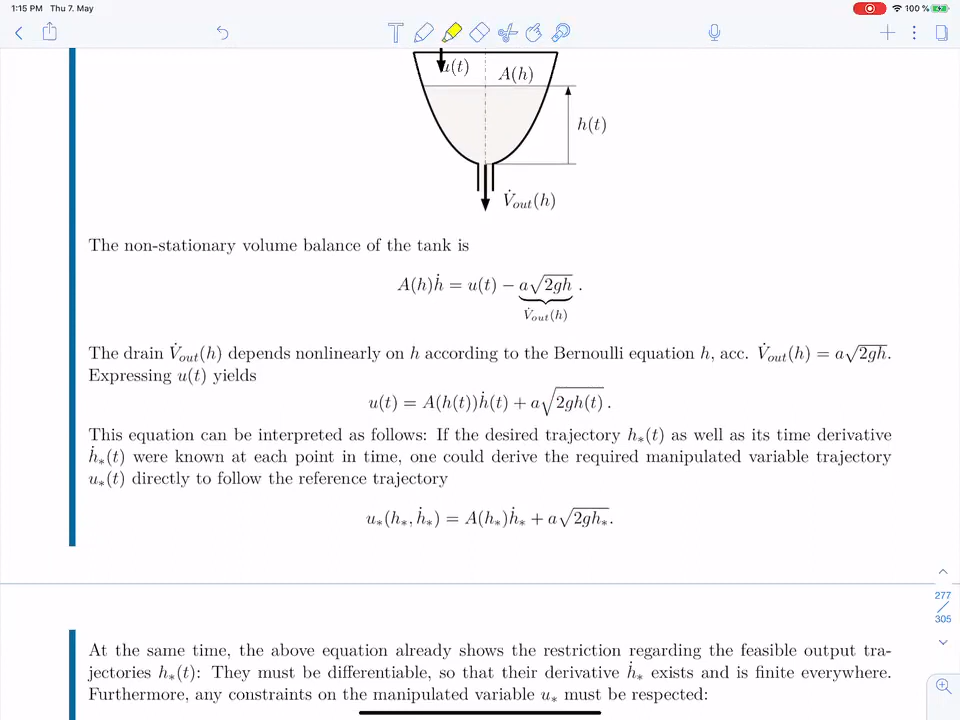 1:15 PM Thu 7. May 100 %
u(t) A(h)
h(t)
V̇_out(h)
The non-stationary volume balance of the tank is
A(h)ḣ = u(t) − a√(2gh) .
V̇_out(h)
The drain V̇_out(h) depends nonlinearly on h according to the Bernoulli equation h, acc. V̇_out(h) = a√(2gh).
Expressing u(t) yields
u(t) = A(h(t))ḣ(t) + a√(2gh(t)) .
This equation can be interpreted as follows: If the desired trajectory h_*(t) as well as its time derivative
ḣ_*(t) were known at each point in time, one could derive the required manipulated variable trajectory
u_*(t) directly to follow the reference trajectory
u_*(h_*, ḣ_*) = A(h_*)ḣ_* + a√(2gh_*).
277
/
305
At the same time, the above equation already shows the restriction regarding the feasible output tra-
jectories h_*(t): They must be differentiable, so that their derivative ḣ_* exists and is finite everywhere.
Furthermore, any constraints on the manipulated variable u_* must be respected: